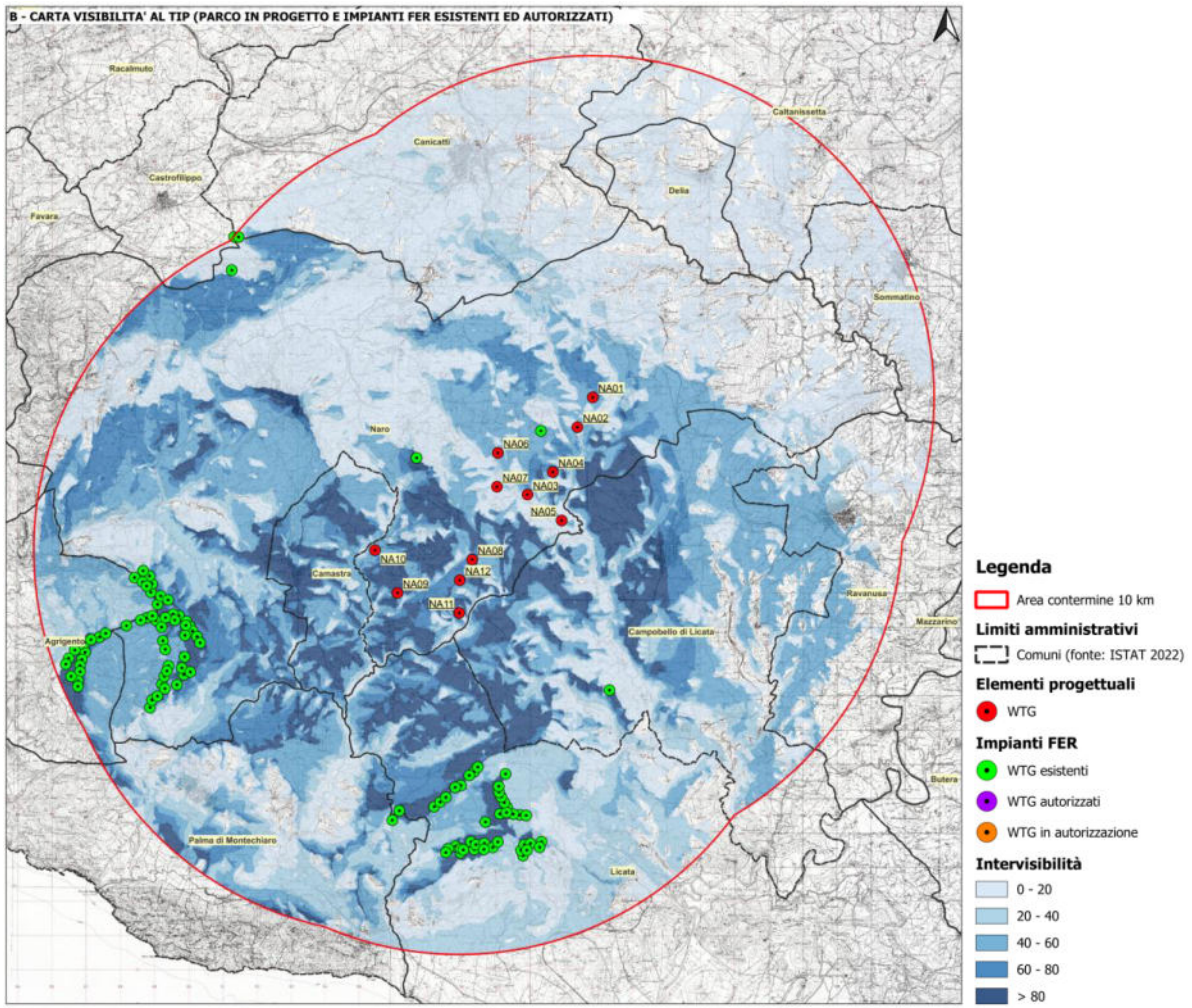 B - CARTA VISIBILITA' AL TIP (PARCO IN PROGETTO E IMPIANTI FER ESISTENTI ED AUTORIZZATI)
Racalmuto
Caltanissetta
Canicattì
Castrofilippo
Delia
Favara
Sommatino
NA01
NA02
Naro
NA06
NA04
NA07
NA03
NA05
NA10
NA08
Camastra
NA12
NA09
NA11
Ravanusa
Mazzarino
Campobello di Licata
Agrigento
Butera
Palma di Montechiaro
Licata
Legenda
Area contermine 10 km
Limiti amministrativi
Comuni (fonte: ISTAT 2022)
Elementi progettuali
WTG
Impianti FER
WTG esistenti
WTG autorizzati
WTG in autorizzazione
Intervisibilità
0 - 20
20 - 40
40 - 60
60 - 80
> 80